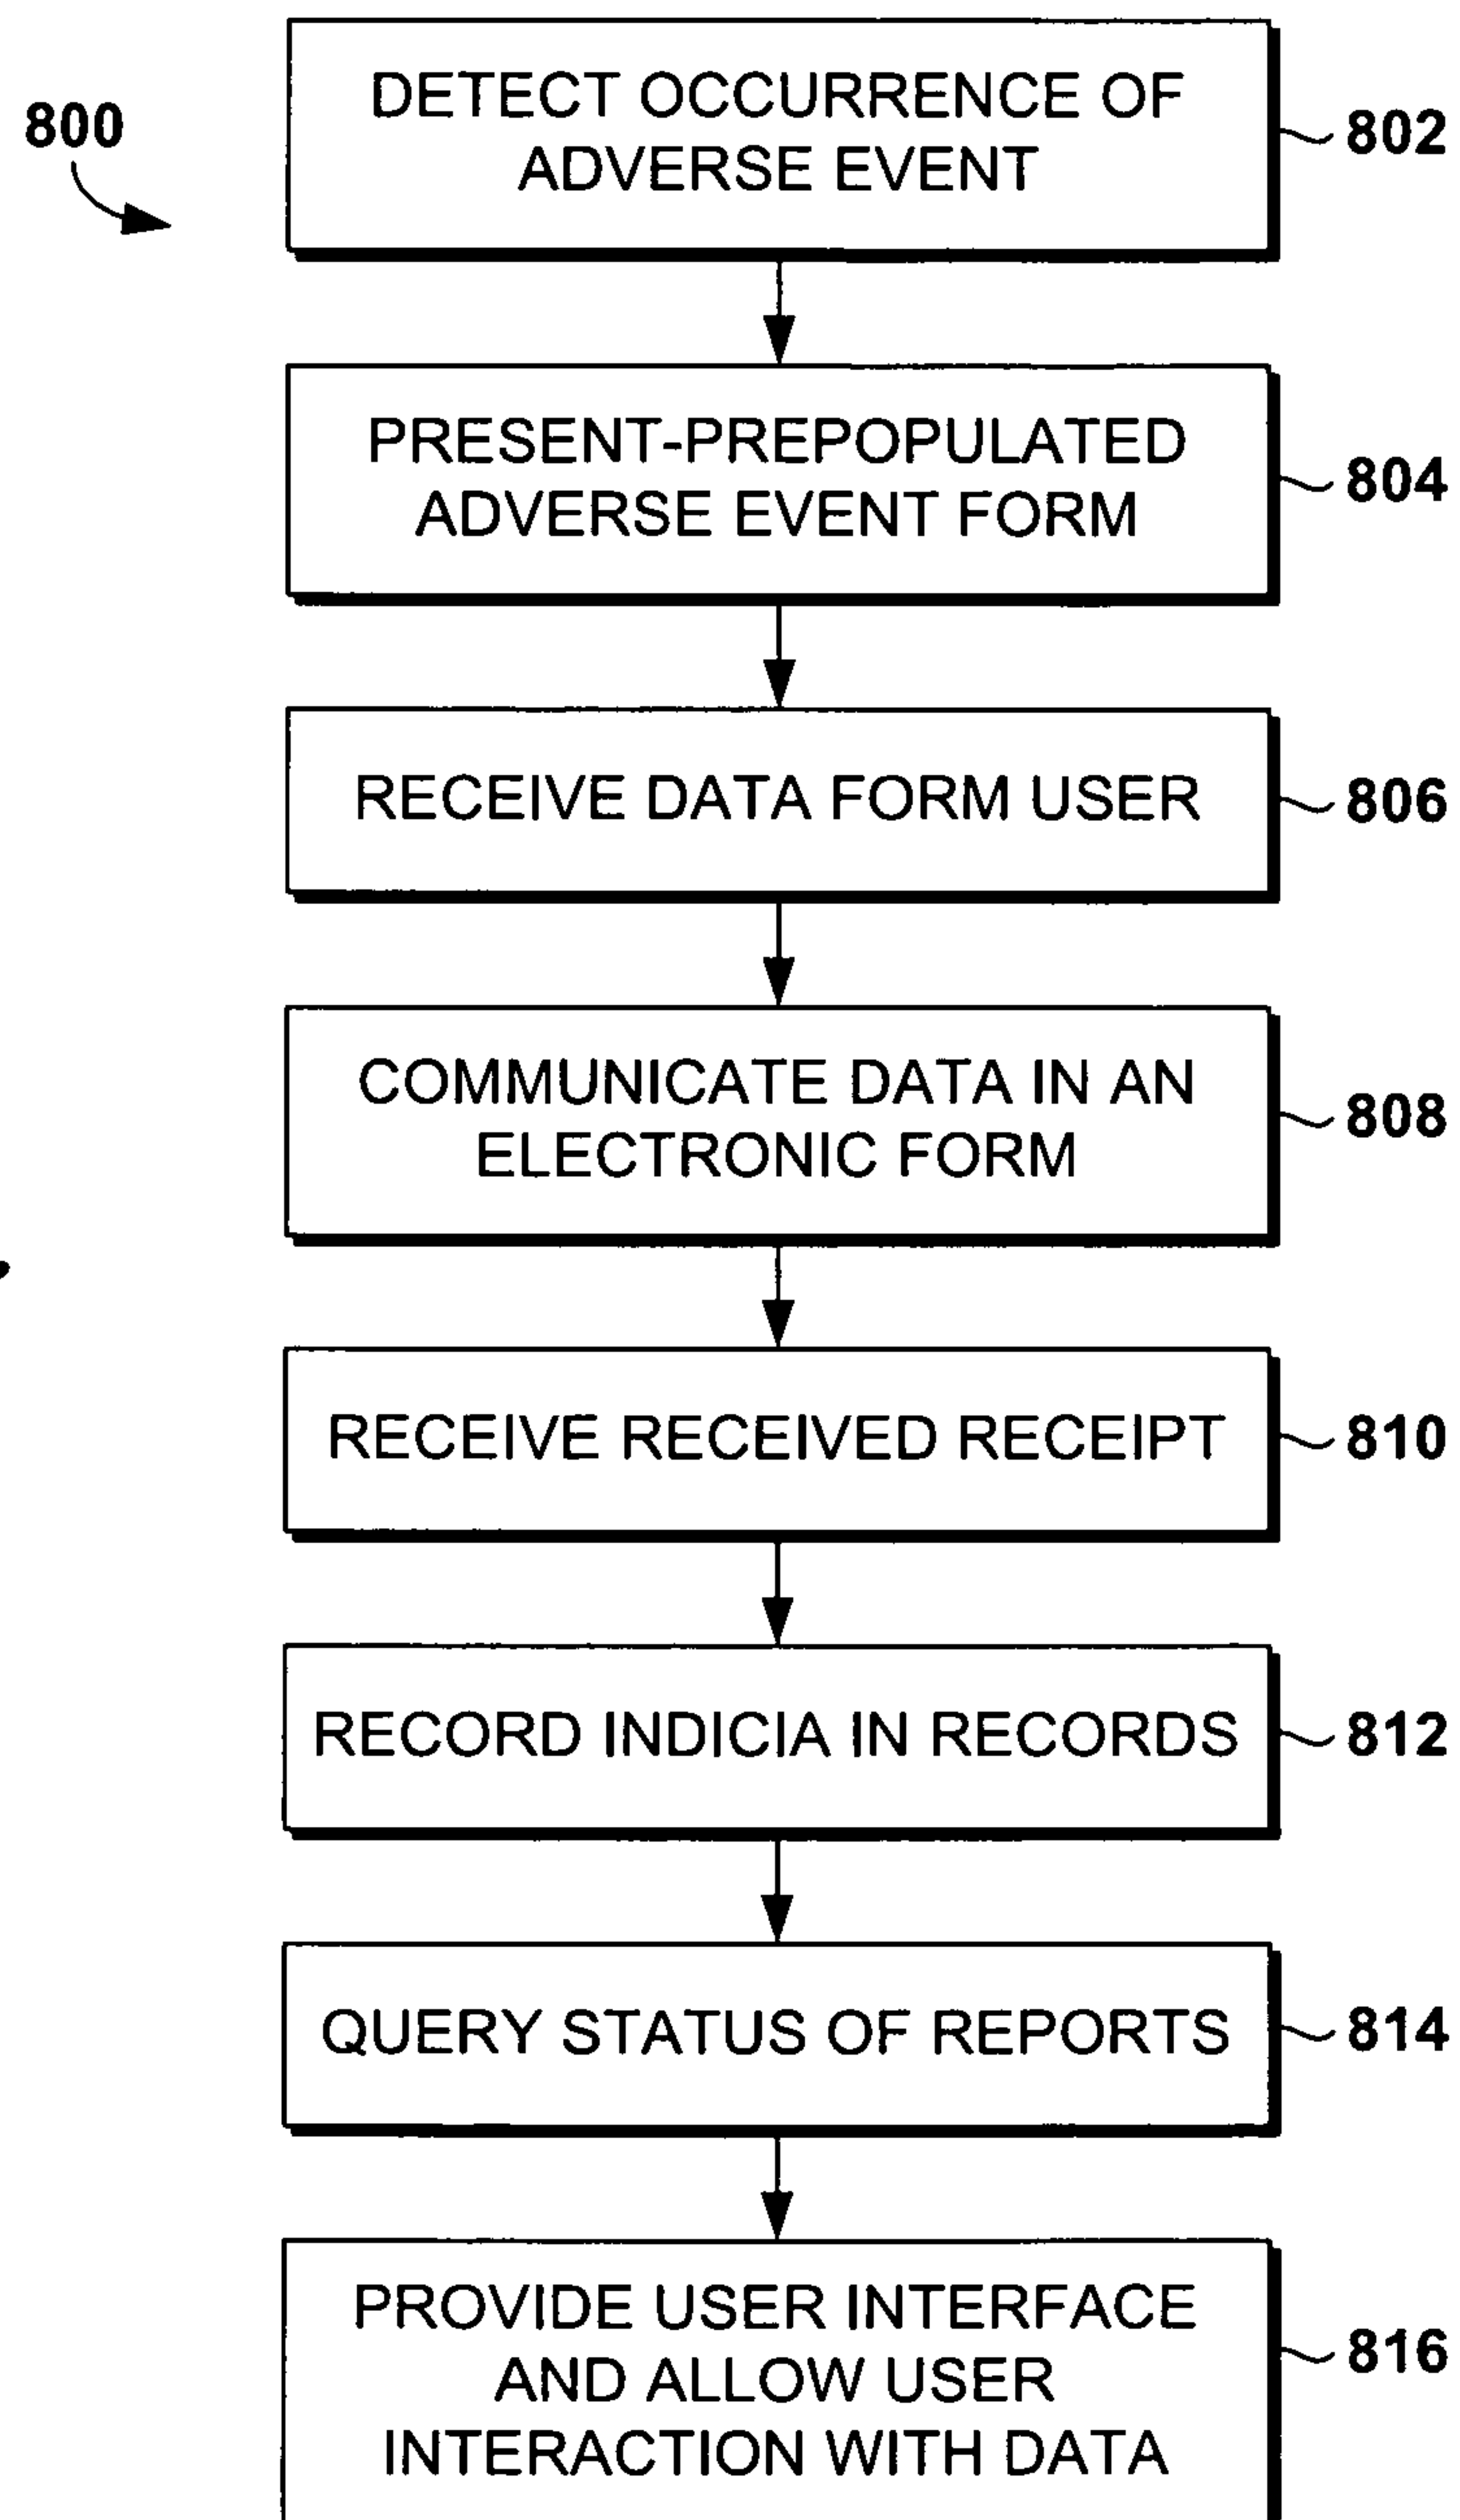 800
DETECT OCCURRENCE OF
ADVERSE EVENT
802
PRESENT-PREPOPULATED
ADVERSE EVENT FORM
804
RECEIVE DATA FORM USER
806
COMMUNICATE DATA IN AN
ELECTRONIC FORM
808
RECEIVE RECEIVED RECEIPT
810
RECORD INDICIA IN RECORDS
812
QUERY STATUS OF REPORTS
814
PROVIDE USER INTERFACE
AND ALLOW USER
INTERACTION WITH DATA
816